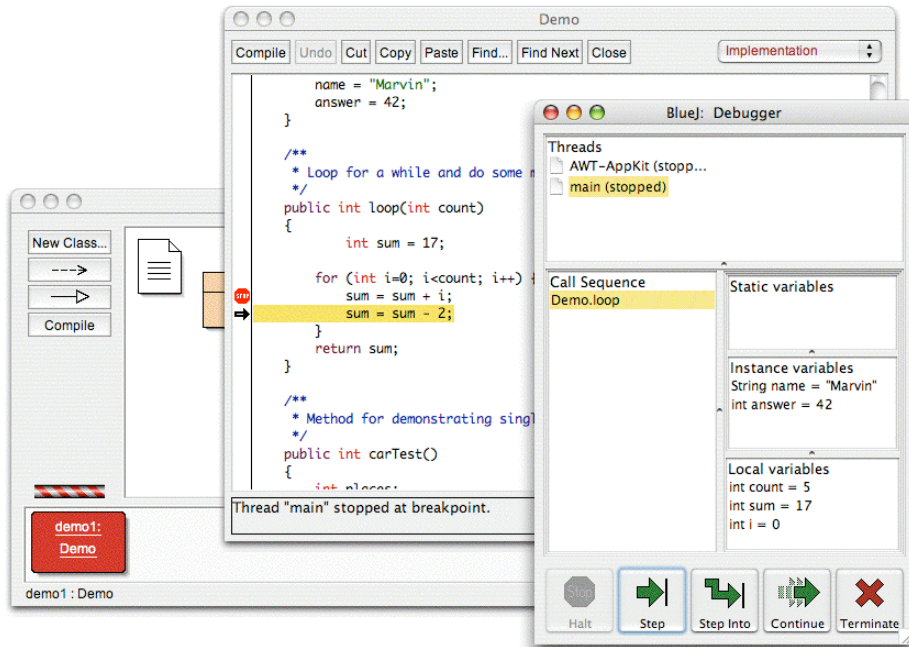 Demo
Compile Undo Cut Copy Paste Find... Find Next Close Implementation
name = "Marvin";
answer = 42;
}
/**
* Loop for a while and do some
*/
public int loop(int count)
{
int sum = 17;
for (int i=0; i<count; i++) {
STOP
sum = sum + i;
sum = sum - 2;
}
return sum;
}
/**
* Method for demonstrating
*/
public int carTest()
{
int places;
Thread "main" stopped at breakpoint.
New Class...
Compile
demo1:
Demo
demo1 : Demo
BlueJ: Debugger
Threads
AWT-AppKit (stopp...
main (stopped)
Call Sequence
Demo.loop
Static variables
Instance variables
String name = "Marvin"
int answer = 42
Local variables
int count = 5
int sum = 17
int i = 0
Stop
Halt Step Step Into Continue Terminate